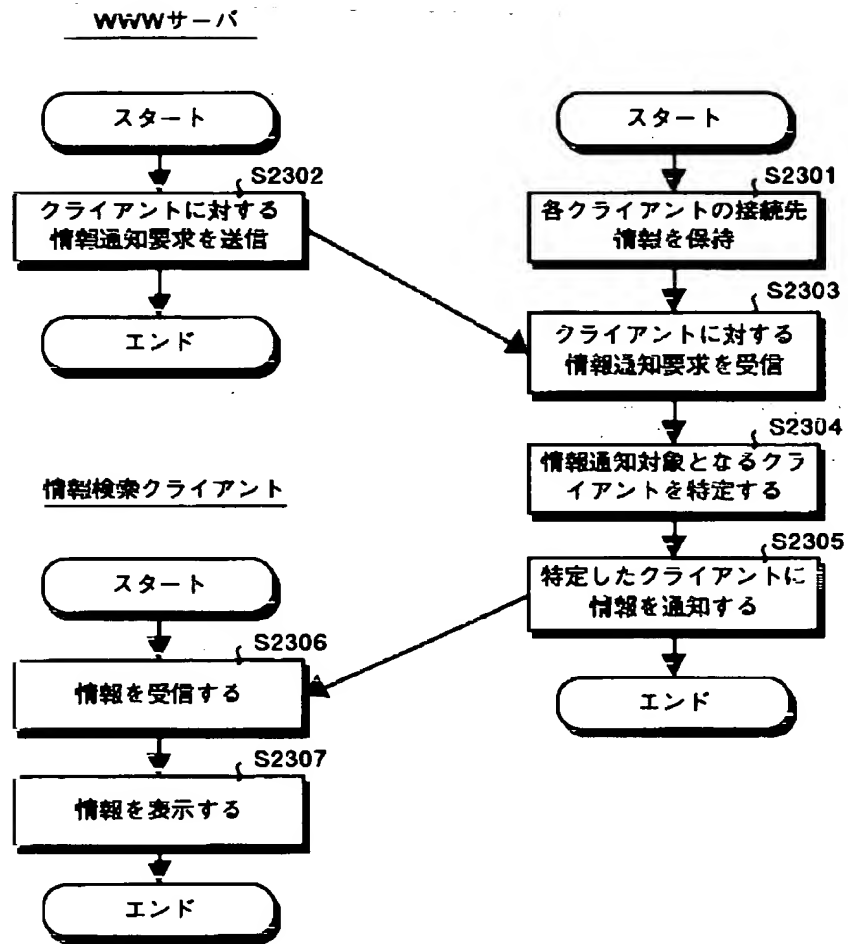 WWWサーバ
スタート
S2302
クライアントに対する
情報通知要求を送信
エンド
スタート
S2301
各クライアントの接続先
情報を保持
S2303
クライアントに対する
情報通知要求を受信
S2304
情報通知対象となるクラ
イアントを特定する
S2305
特定したクライアントに
情報を通知する
エンド
情報検索クライアント
スタート
S2306
情報を受信する
S2307
情報を表示する
エンド